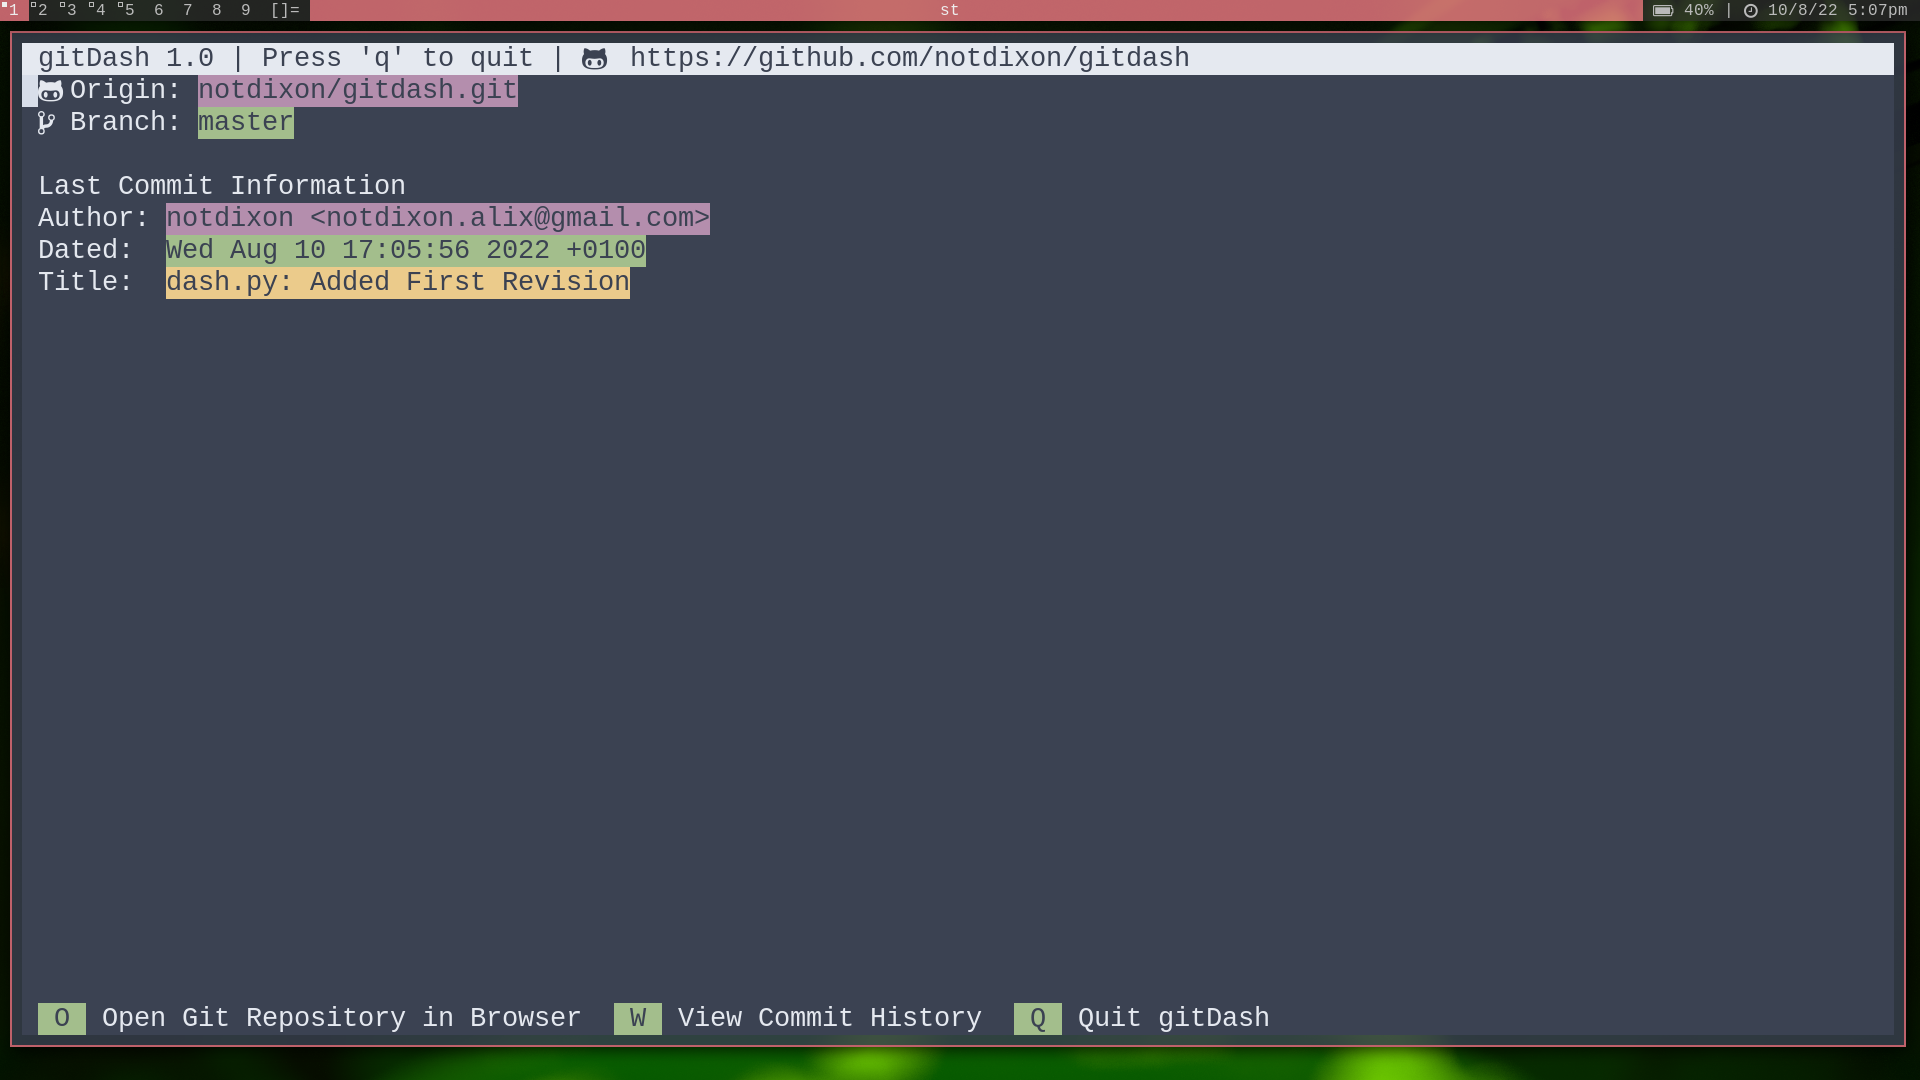 1 2 3 4 5 6 7 8 9 []= st 40% | 10/8/22 5:07pm
gitDash 1.0 | Press 'q' to quit | https://github.com/notdixon/gitdash
Origin: notdixon/gitdash.git
Branch: master
Last Commit Information
Author: notdixon <notdixon.alix@gmail.com>
Dated: Wed Aug 10 17:05:56 2022 +0100
Title: dash.py: Added First Revision
O Open Git Repository in Browser W View Commit History Q Quit gitDash